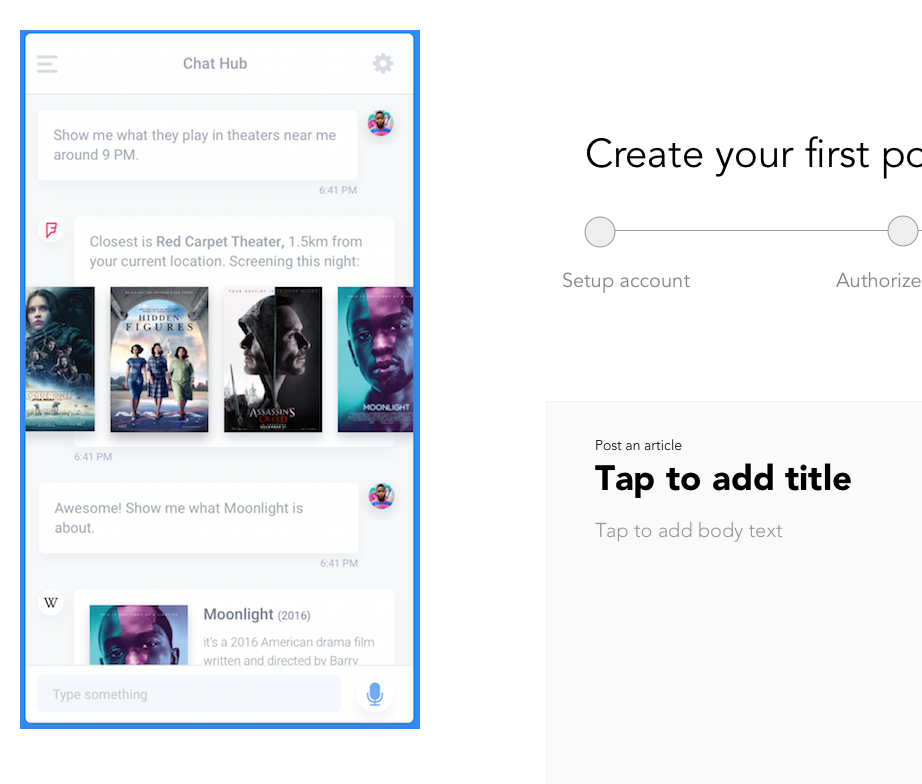 Chat Hub
Show me what they play in theaters near me
around 9 PM.
6:41 PM
Closest is Red Carpet Theater, 1.5km from
your current location. Screening this night:
HIDDEN
FIGURES
ASSASSINS
CREED
MOONLIGHT
6:41 PM
Awesome! Show me what Moonlight is
about.
6:41 PM
W
Moonlight (2016)
it's a 2016 American drama film
written and directed by Barry
Type something
Create your first po
Setup account
Authorize
Post an article
Tap to add title
Tap to add body text